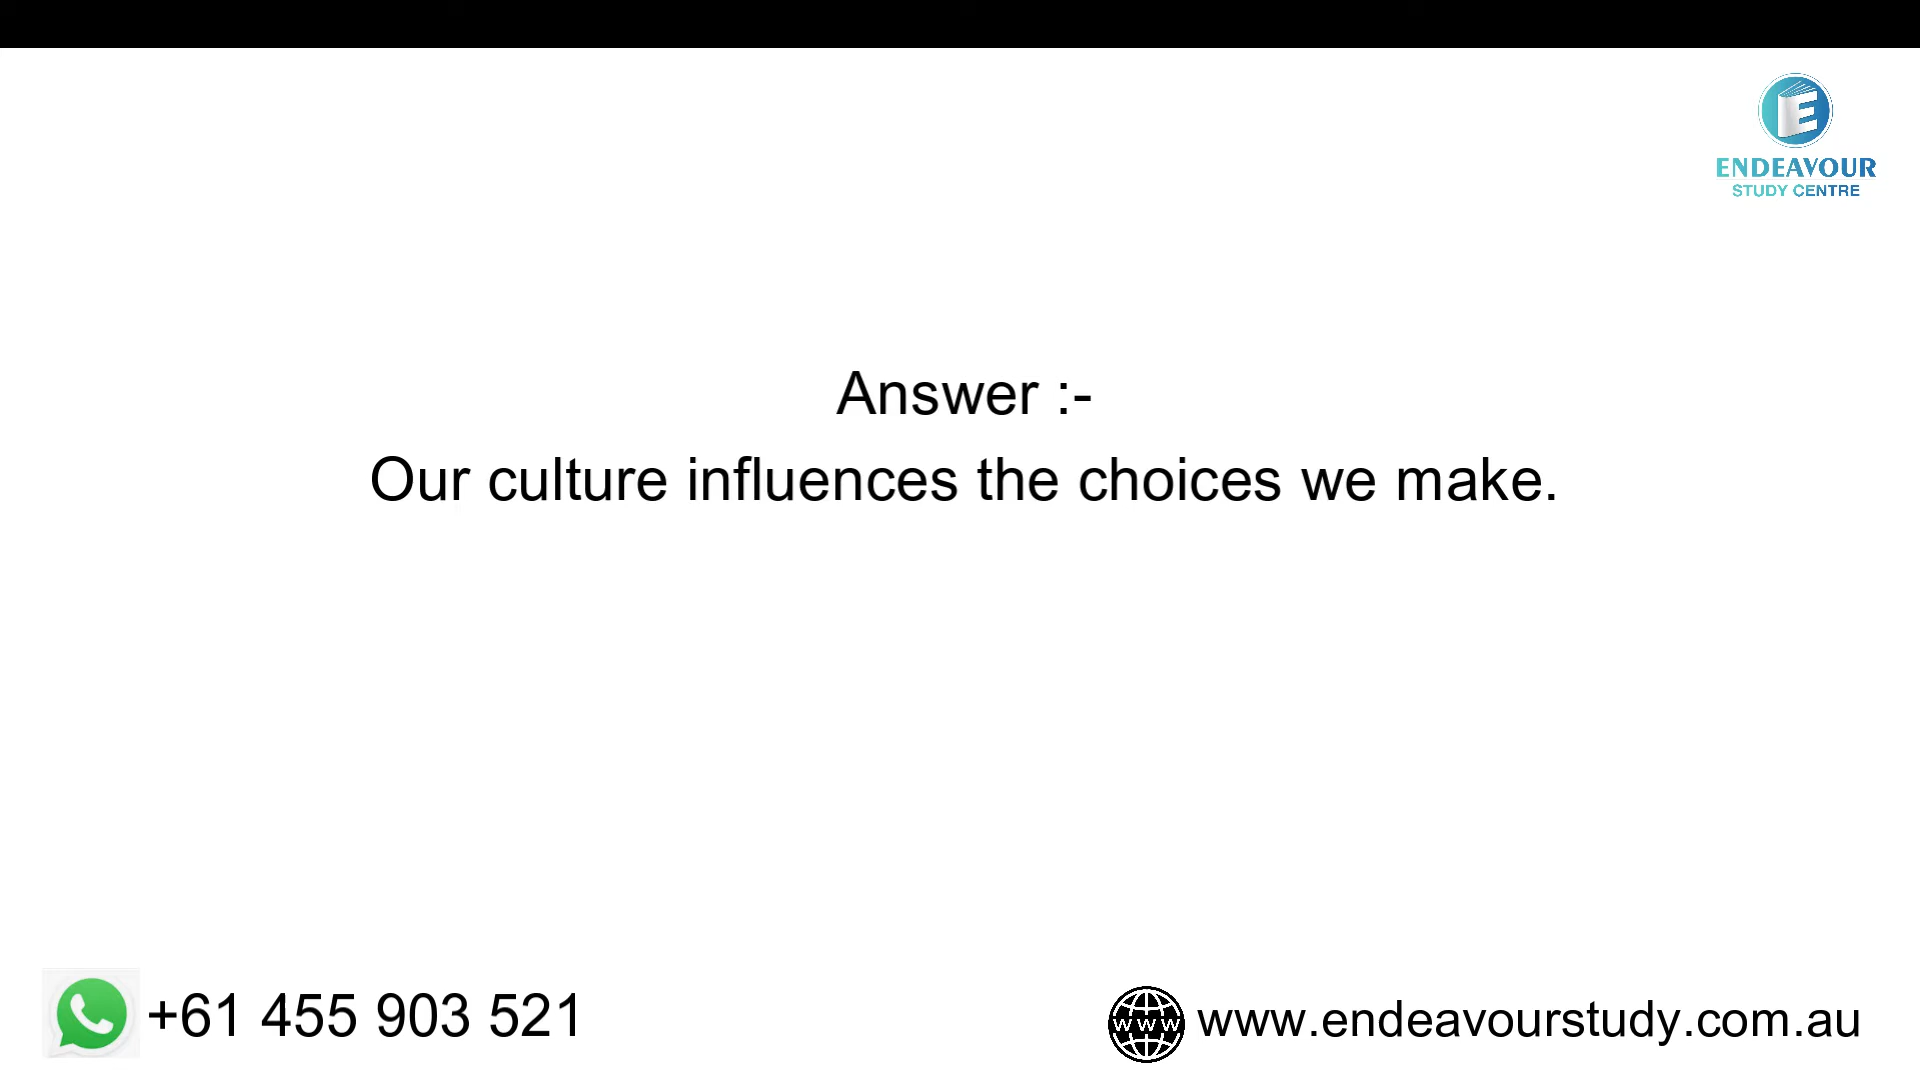 ENDEAVOUR
STUDY CENTRE
Answer :-
Our culture influences the choices we make.
+61 455 903 521
www
www.endeavourstudy.com.au